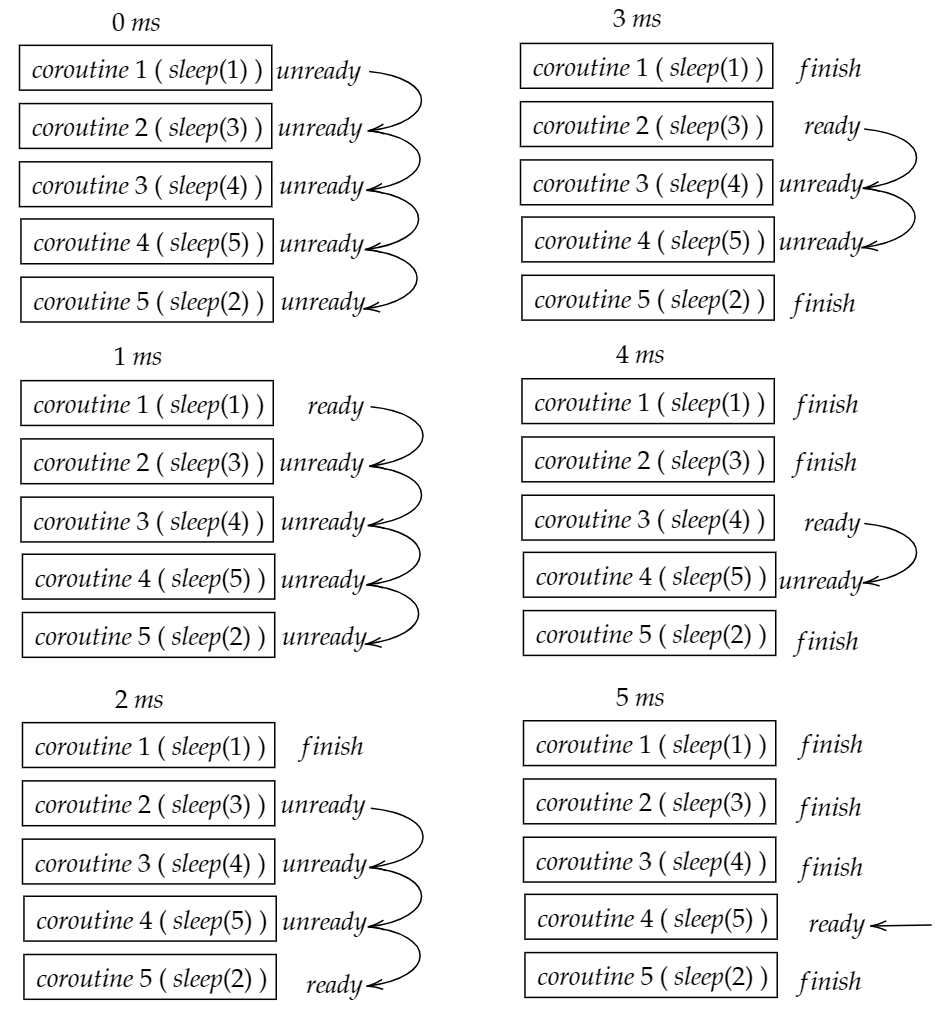 0 ms
coroutine 1 ( sleep(1) ) unready
coroutine 2 ( sleep(3) ) unready
coroutine 3 ( sleep(4) ) unready
coroutine 4 ( sleep(5) ) unready
coroutine 5 ( sleep(2) ) unready
1 ms
coroutine 1 ( sleep(1) ) ready
coroutine 2 ( sleep(3) ) unready
coroutine 3 ( sleep(4) ) unready
coroutine 4 ( sleep(5) ) unready
coroutine 5 ( sleep(2) ) unready
2 ms
coroutine 1 ( sleep(1) ) finish
coroutine 2 ( sleep(3) ) unready
coroutine 3 ( sleep(4) ) unready
coroutine 4 ( sleep(5) ) unready
coroutine 5 ( sleep(2) ) ready
3 ms
coroutine 1 ( sleep(1) ) finish
coroutine 2 ( sleep(3) ) ready
coroutine 3 ( sleep(4) ) unready
coroutine 4 ( sleep(5) ) unready
coroutine 5 ( sleep(2) ) finish
4 ms
coroutine 1 ( sleep(1) ) finish
coroutine 2 ( sleep(3) ) finish
coroutine 3 ( sleep(4) ) ready
coroutine 4 ( sleep(5) ) unready
coroutine 5 ( sleep(2) ) finish
5 ms
coroutine 1 ( sleep(1) ) finish
coroutine 2 ( sleep(3) ) finish
coroutine 3 ( sleep(4) ) finish
coroutine 4 ( sleep(5) ) ready
coroutine 5 ( sleep(2) ) finish